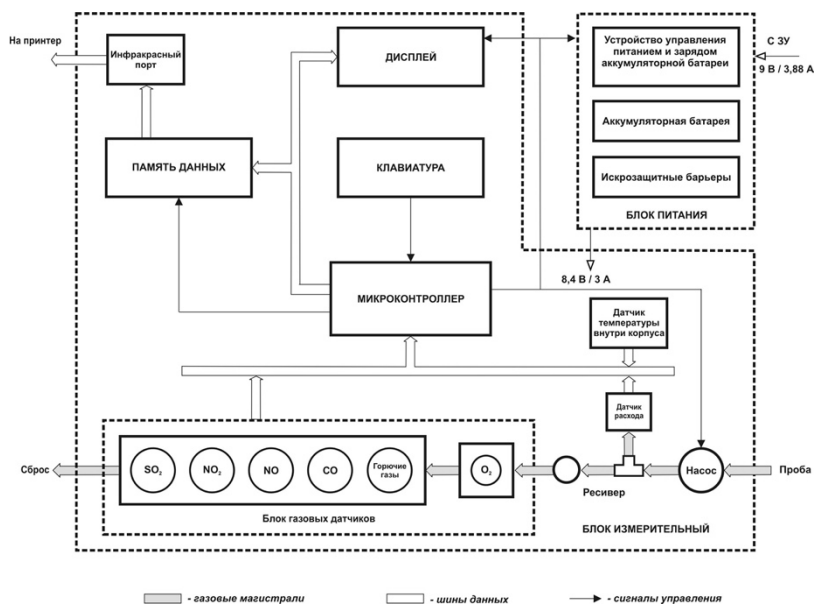 На принтер
Инфракрасный
порт
ДИСПЛЕЙ
Устройство управления
питанием и зарядом
аккумуляторной батареи
С ЗУ
9 В / 3,88 А
Аккумуляторная батарея
Искрозащитные барьеры
БЛОК ПИТАНИЯ
ПАМЯТЬ ДАННЫХ
КЛАВИАТУРА
8,4 В / 3 А
МИКРОКОНТРОЛЛЕР
Датчик
температуры
внутри корпуса
Датчик
расхода
Сброс
SO₂
NO₂
NO
CO
Горючие
газы
O₂
Ресивер
Насос
Проба
Блок газовых датчиков
БЛОК ИЗМЕРИТЕЛЬНЫЙ
- газовые магистрали
- шины данных
- сигналы управления